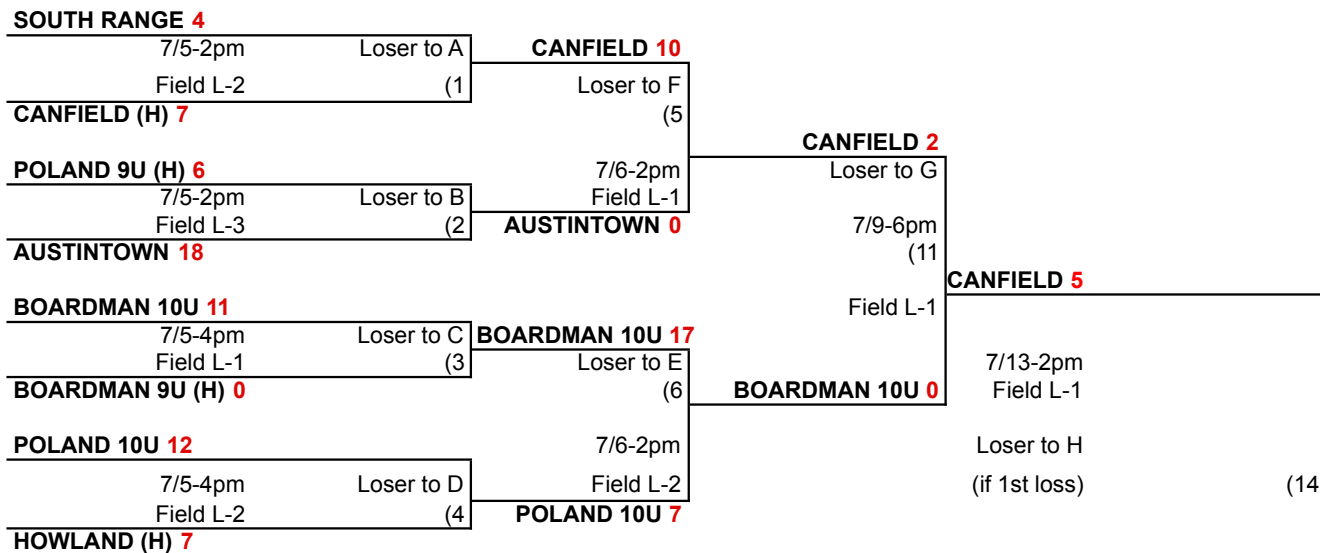 SOUTH RANGE 4
7/5-2pm Loser to A CANFIELD 10
Field L-2 (1 Loser to F
CANFIELD (H) 7 (5
CANFIELD 2
POLAND 9U (H) 6 7/6-2pm Loser to G
7/5-2pm Loser to B Field L-1
Field L-3 (2 AUSTINTOWN 0 7/9-6pm
AUSTINTOWN 18 (11
CANFIELD 5
BOARDMAN 10U 11 Field L-1
7/5-4pm Loser to C BOARDMAN 10U 17
Field L-1 (3 Loser to E 7/13-2pm
BOARDMAN 9U (H) 0 (6 BOARDMAN 10U 0 Field L-1
POLAND 10U 12 7/6-2pm Loser to H
7/5-4pm Loser to D Field L-2 (if 1st loss) (14
Field L-2 (4 POLAND 10U 7
HOWLAND (H) 7